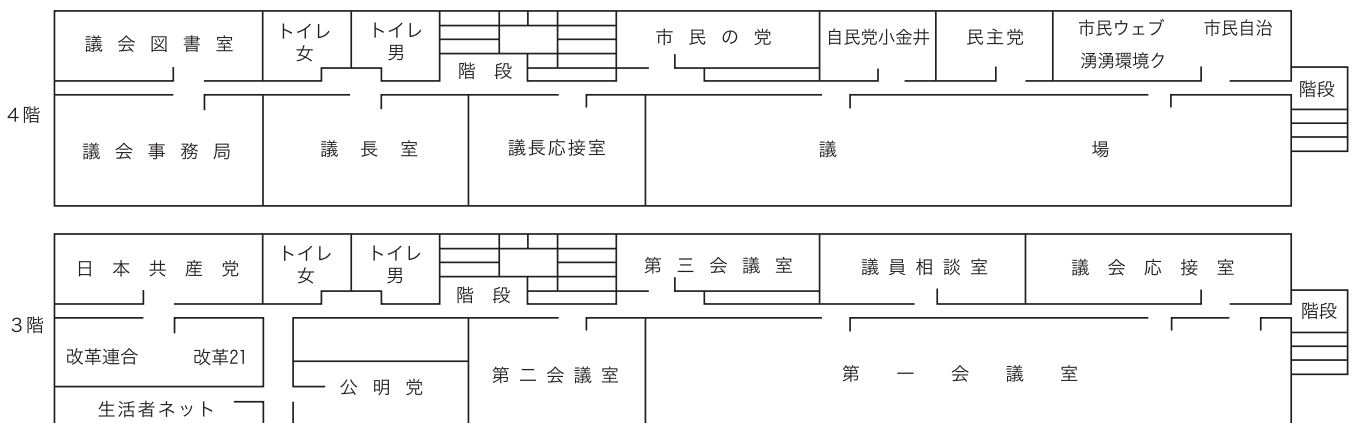 議会図書室
トイレ
女
トイレ
男
階段
市民の党
自民党小金井
民主党
市民ウェブ
湧湧環境ク
市民自治
階段
4階
議会事務局
議長室
議長応接室
議場
日本共産党
トイレ
女
トイレ
男
階段
第三会議室
議員相談室
議会応接室
階段
3階
改革連合
改革21
公明党
第二会議室
第一会議室
生活者ネット